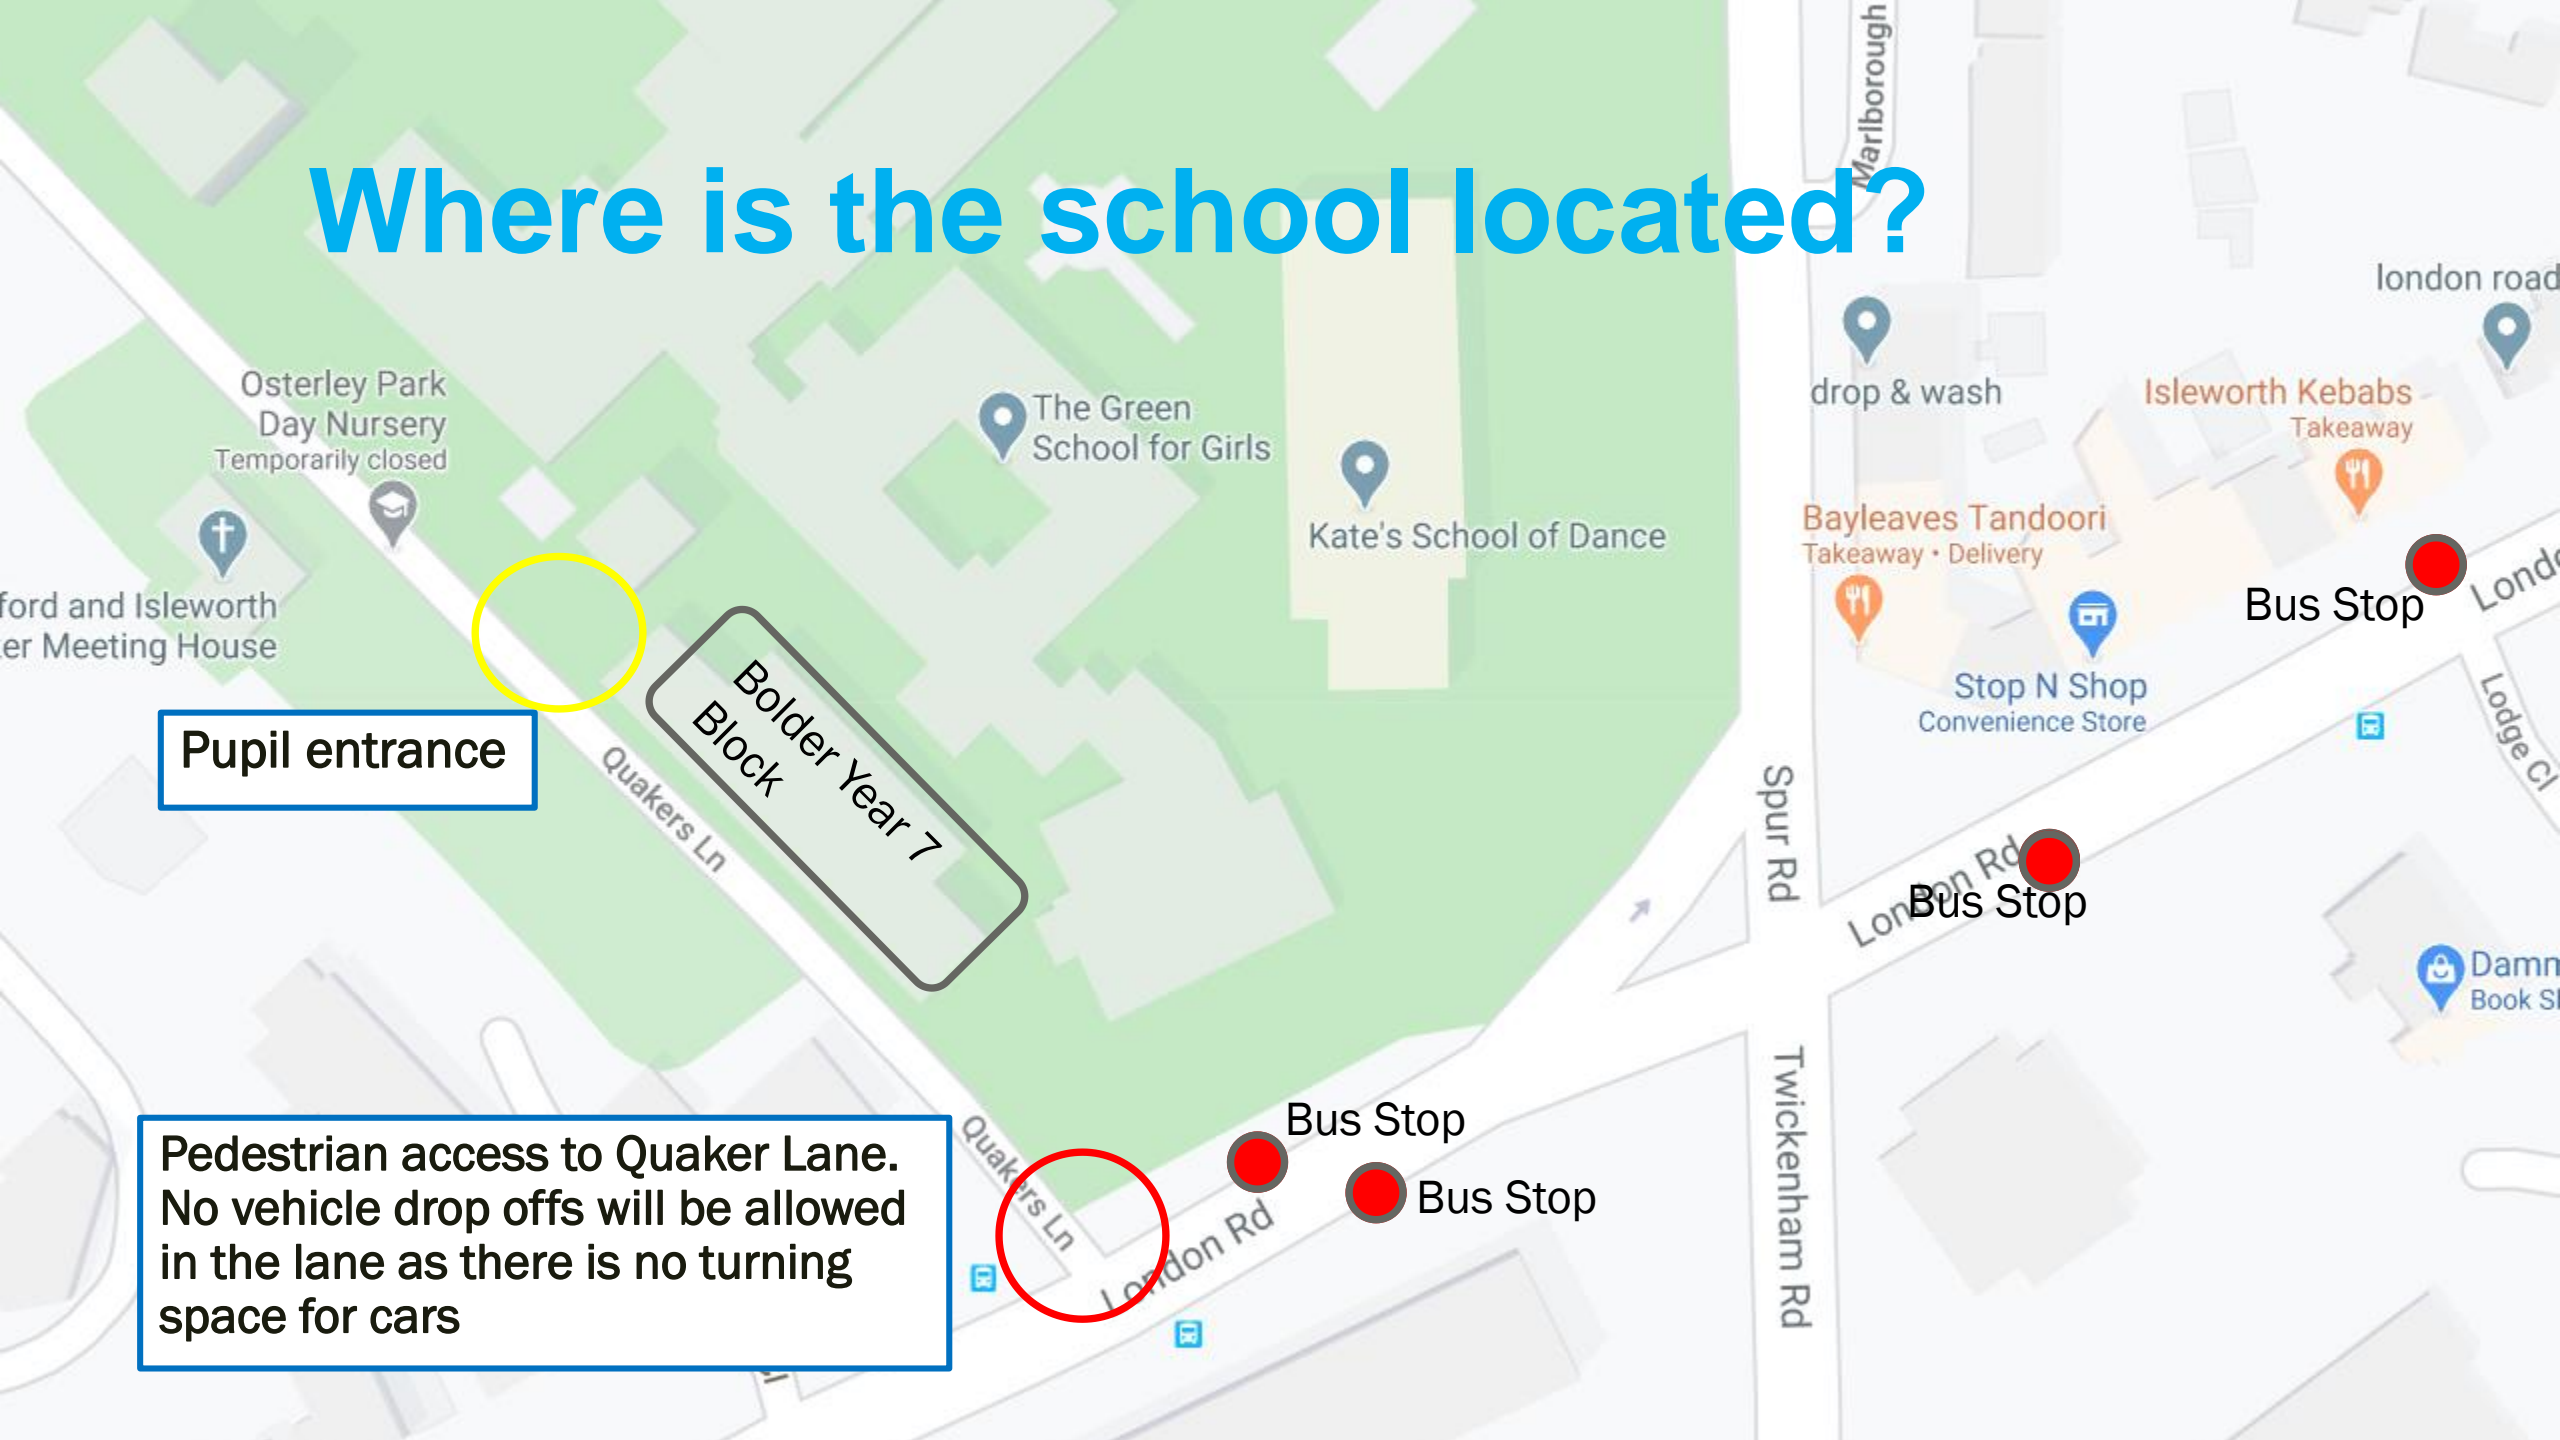 Where is the school located?
Marlborough
london road
Osterley Park
Day Nursery
Temporarily closed
The Green
School for Girls
Kate's School of Dance
drop & wash
Isleworth Kebabs
Takeaway
Bayleaves Tandoori
Takeaway • Delivery
Bus Stop
ford and Isleworth
er Meeting House
Stop N Shop
Convenience Store
Bolder Year 7
Block
Pupil entrance
Quakers Ln
Spur Rd
Lodge Cl
London Rd
Bus Stop
Book
Twickenham Rd
Bus Stop
Bus Stop
Quakers Ln
London Rd
Pedestrian access to Quaker Lane.
No vehicle drop offs will be allowed
in the lane as there is no turning
space for cars